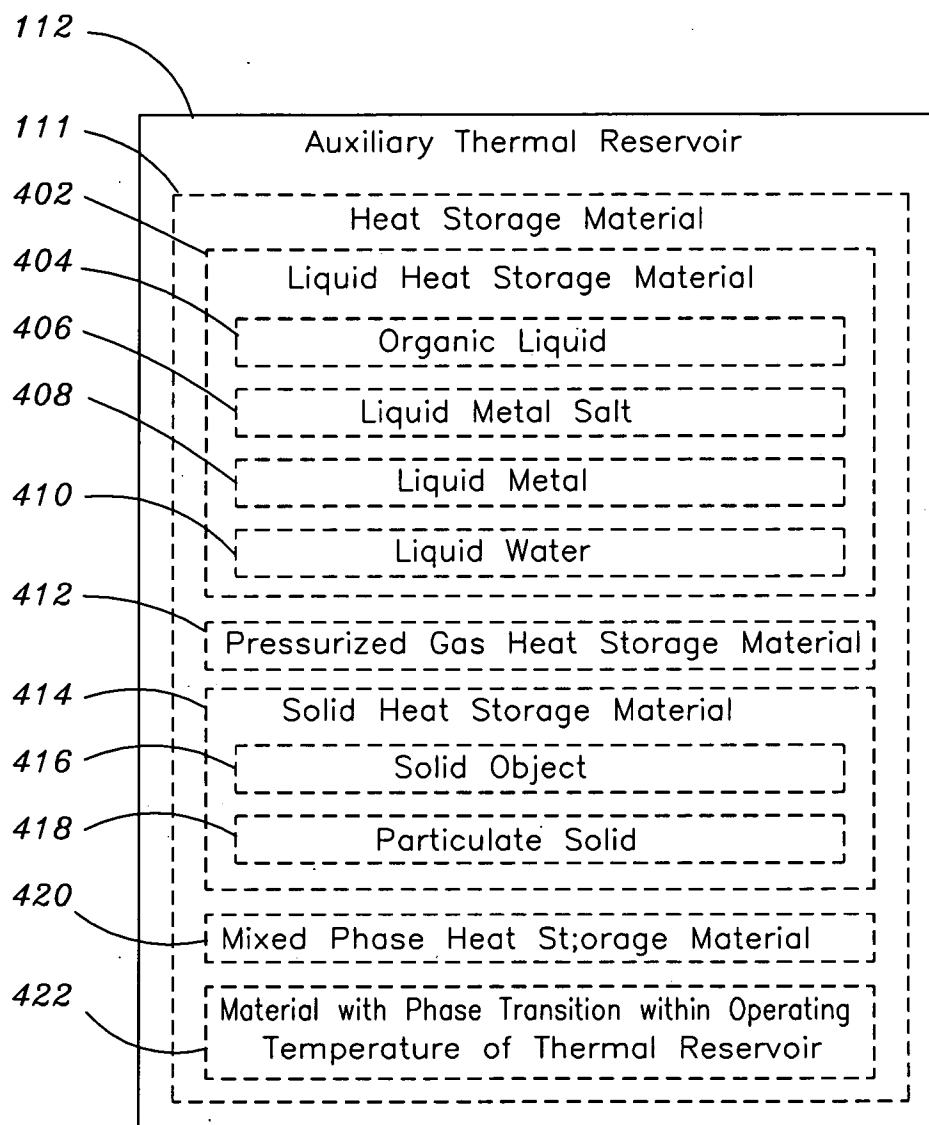 112
Auxiliary Thermal Reservoir
111
Heat Storage Material
402
Liquid Heat Storage Material
404
Organic Liquid
406
Liquid Metal Salt
408
Liquid Metal
410
Liquid Water
412
Pressurized Gas Heat Storage Material
414
Solid Heat Storage Material
416
Solid Object
418
Particulate Solid
420
Mixed Phase Heat St;orage Material
422
Material with Phase Transition within Operating
Temperature of Thermal Reservoir